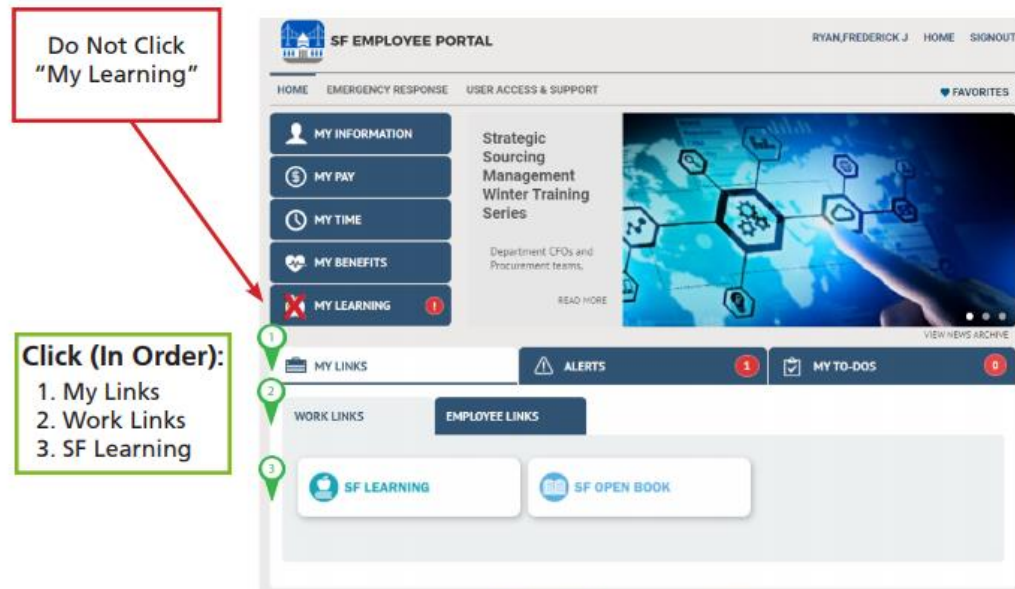 Do Not Click
“My Learning”
Click (In Order):
1. My Links
2. Work Links
3. SF Learning
SF EMPLOYEE PORTAL
RYAN,FREDERICK J HOME SIGNOUT
HOME EMERGENCY RESPONSE USER ACCESS & SUPPORT
FAVORITES
MY INFORMATION
MY PAY
MY TIME
MY BENEFITS
MY LEARNING !
Strategic
Sourcing
Management
Winter Training
Series
Department CFOs and
Procurement teams,
READ MORE
VIEW NEWS ARCHIVE
1
MY LINKS
ALERTS 1
MY TO-DOS 0
2
WORK LINKS
EMPLOYEE LINKS
3
SF LEARNING
SF OPEN BOOK